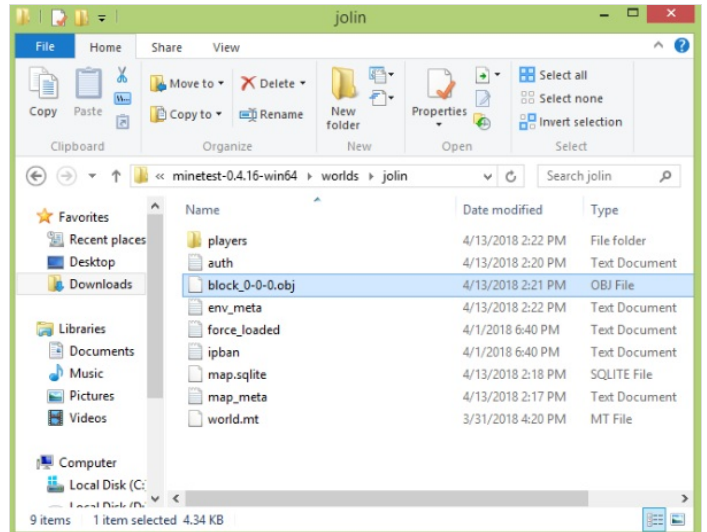 jolin
File Home Share View
Copy Paste Move to Copy to Delete Rename New folder Properties Select all Select none Invert selection
Clipboard Organize New Open Select
« minetest-0.4.16-win64 worlds jolin Search jolin
Favorites
Recent places
Desktop
Downloads
Libraries
Documents
Music
Pictures
Videos
Computer
Local Disk (C:
Name Date modified Type
players 4/13/2018 2:22 PM File folder
auth 4/13/2018 2:20 PM Text Document
block_0-0-0.obj 4/13/2018 2:21 PM OBJ File
env_meta 4/13/2018 2:22 PM Text Document
force_loaded 4/1/2018 6:40 PM Text Document
ipban 4/1/2018 6:40 PM Text Document
map.sqlite 4/13/2018 2:18 PM SQLITE File
map_meta 4/13/2018 2:17 PM Text Document
world.mt 3/31/2018 4:20 PM MT File
9 items 1 item selected 4.34 KB